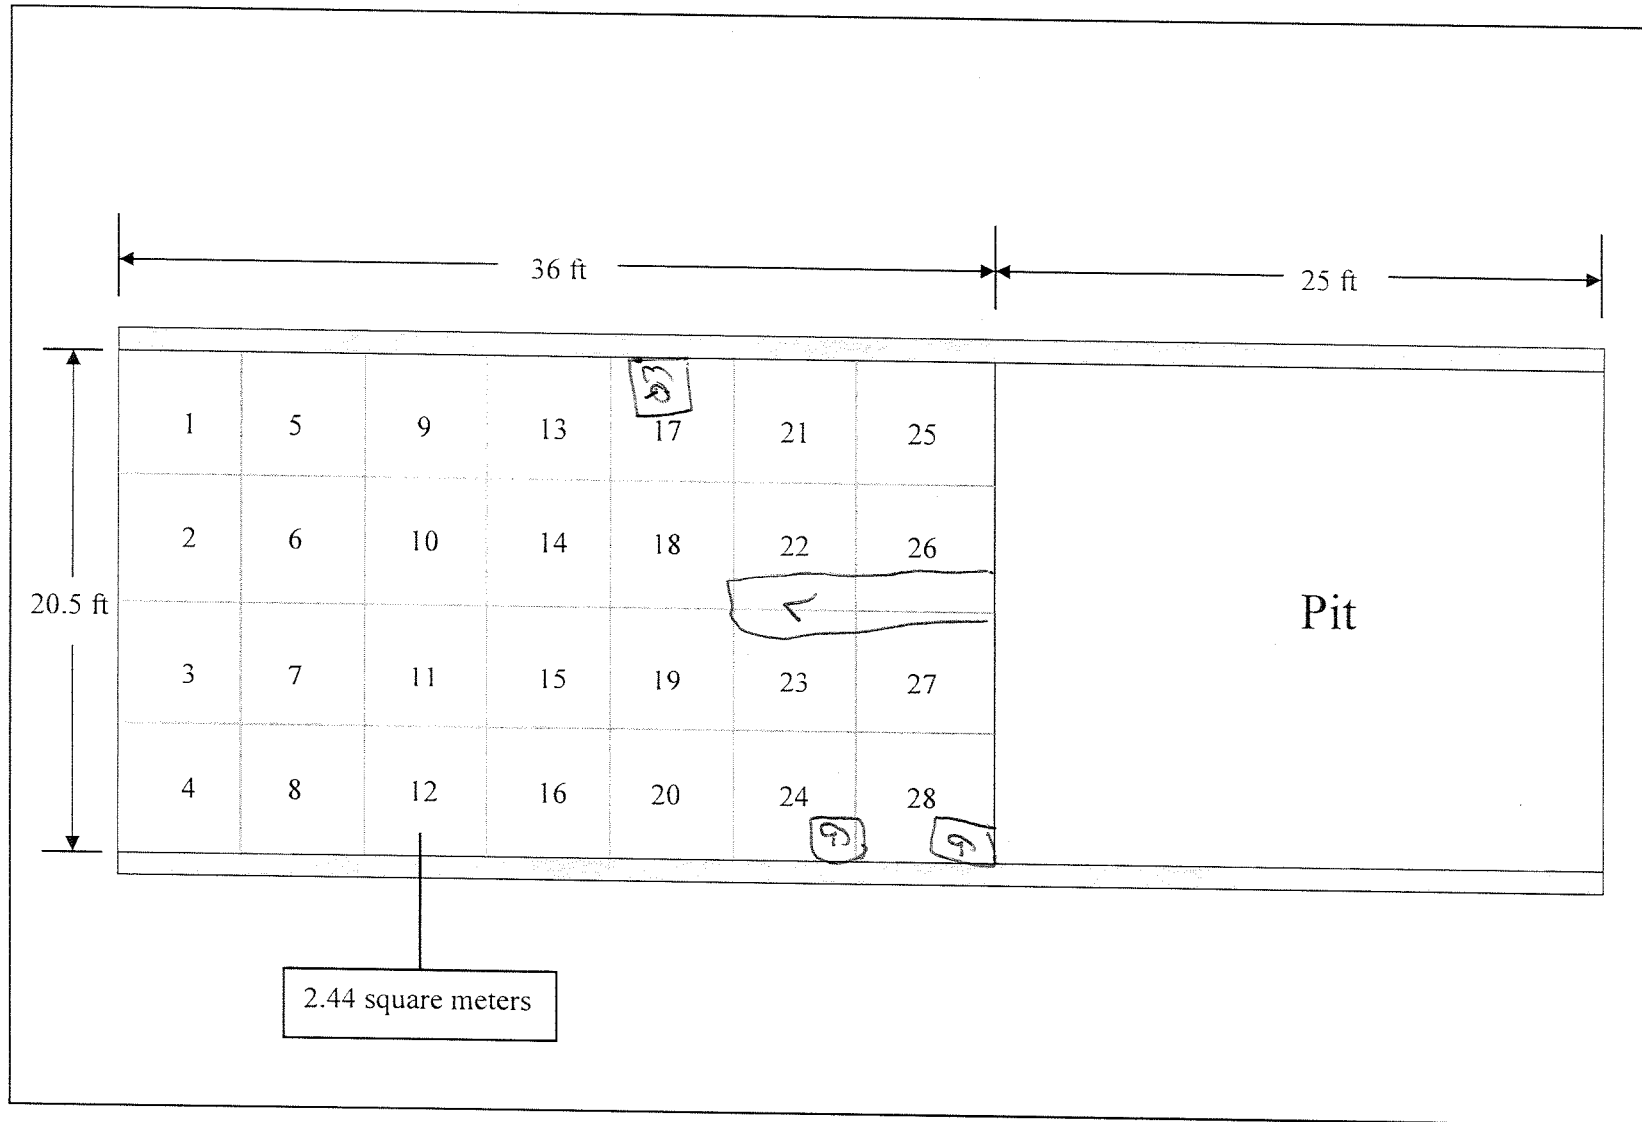 36 ft
25 ft
20.5 ft
1 5 9 13 17 21 25
2 6 10 14 18 22 26
3 7 11 15 19 23 27
4 8 12 16 20 24 28
Pit
2.44 square meters